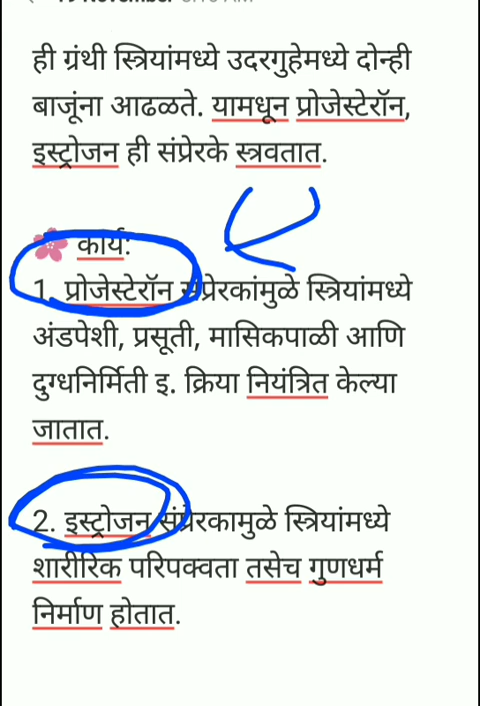 ही ग्रंथी स्त्रियांमध्ये उदरगुहेमध्ये दोन्ही
बाजूंना आढळते. यामधून प्रोजेस्टेरॉन,
इस्ट्रोजन ही संप्रेरके स्त्रवतात.
🌸 कार्य:
1. प्रोजेस्टेरॉन संप्रेरकांमुळे स्त्रियांमध्ये
अंडपेशी, प्रसूती, मासिकपाळी आणि
दुग्धनिर्मिती इ. क्रिया नियंत्रित केल्या
जातात.
2. इस्ट्रोजन संप्रेरकामुळे स्त्रियांमध्ये
शारीरिक परिपक्वता तसेच गुणधर्म
निर्माण होतात.